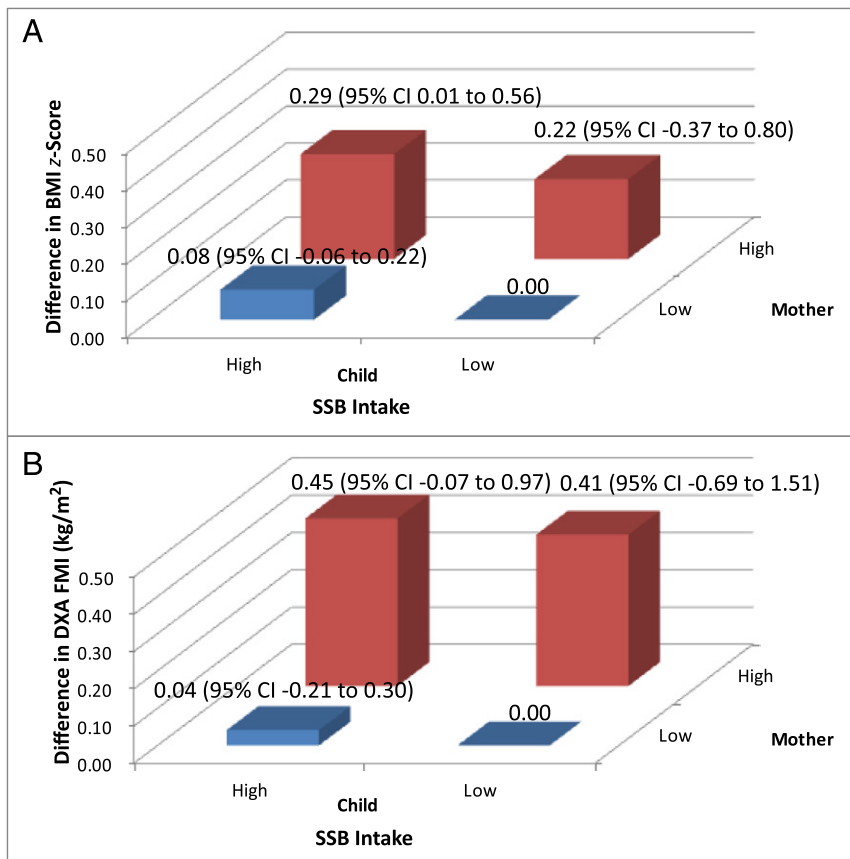 A
Difference in BMI z-Score
0.29 (95% CI 0.01 to 0.56)
0.22 (95% CI -0.37 to 0.80)
0.50
0.40
0.30
0.20
0.10
0.00
0.08 (95% CI -0.06 to 0.22)
0.00
High
Low
Mother
High
Low
Child
SSB Intake
B
Difference in DXA FMI (kg/m²)
0.45 (95% CI -0.07 to 0.97)
0.41 (95% CI -0.69 to 1.51)
0.50
0.40
0.30
0.20
0.10
0.00
0.04 (95% CI -0.21 to 0.30)
0.00
High
Low
Mother
High
Low
Child
SSB Intake